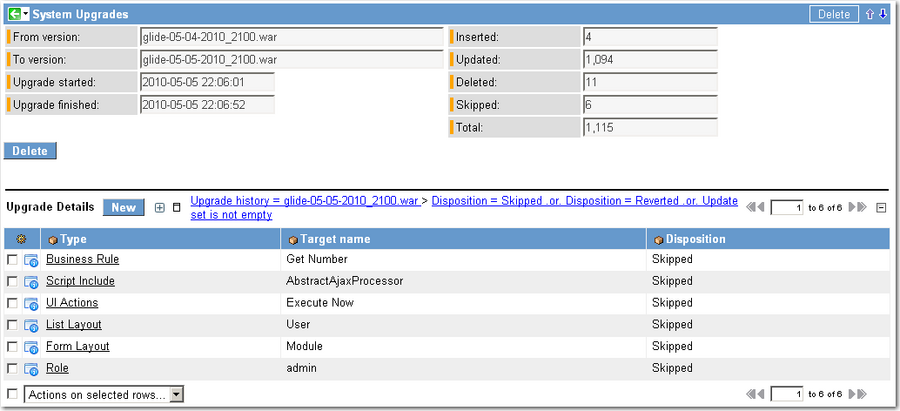 System Upgrades Delete
From version: glide-05-04-2010_2100.war Inserted: 4
To version: glide-05-04-2010_2100.war Updated: 1,094
Upgrade started: 2010-05-05 22:06:01 Deleted: 11
Upgrade finished: 2010-05-05 22:06:52 Skipped: 6
Total: 1,115
Delete
Upgrade Details New Upgrade history = glide-05-05-2010_2100.war > Disposition = Skipped .or. Disposition = Reverted .or. Update 1 to 6 of 6
set is not empty
Type Target name Disposition
Business Rule Get Number Skipped
Script Include AbstractAjaxProcessor Skipped
UI Actions Execute Now Skipped
List Layout User Skipped
Form Layout Module Skipped
Role admin Skipped
Actions on selected rows... 1 to 6 of 6